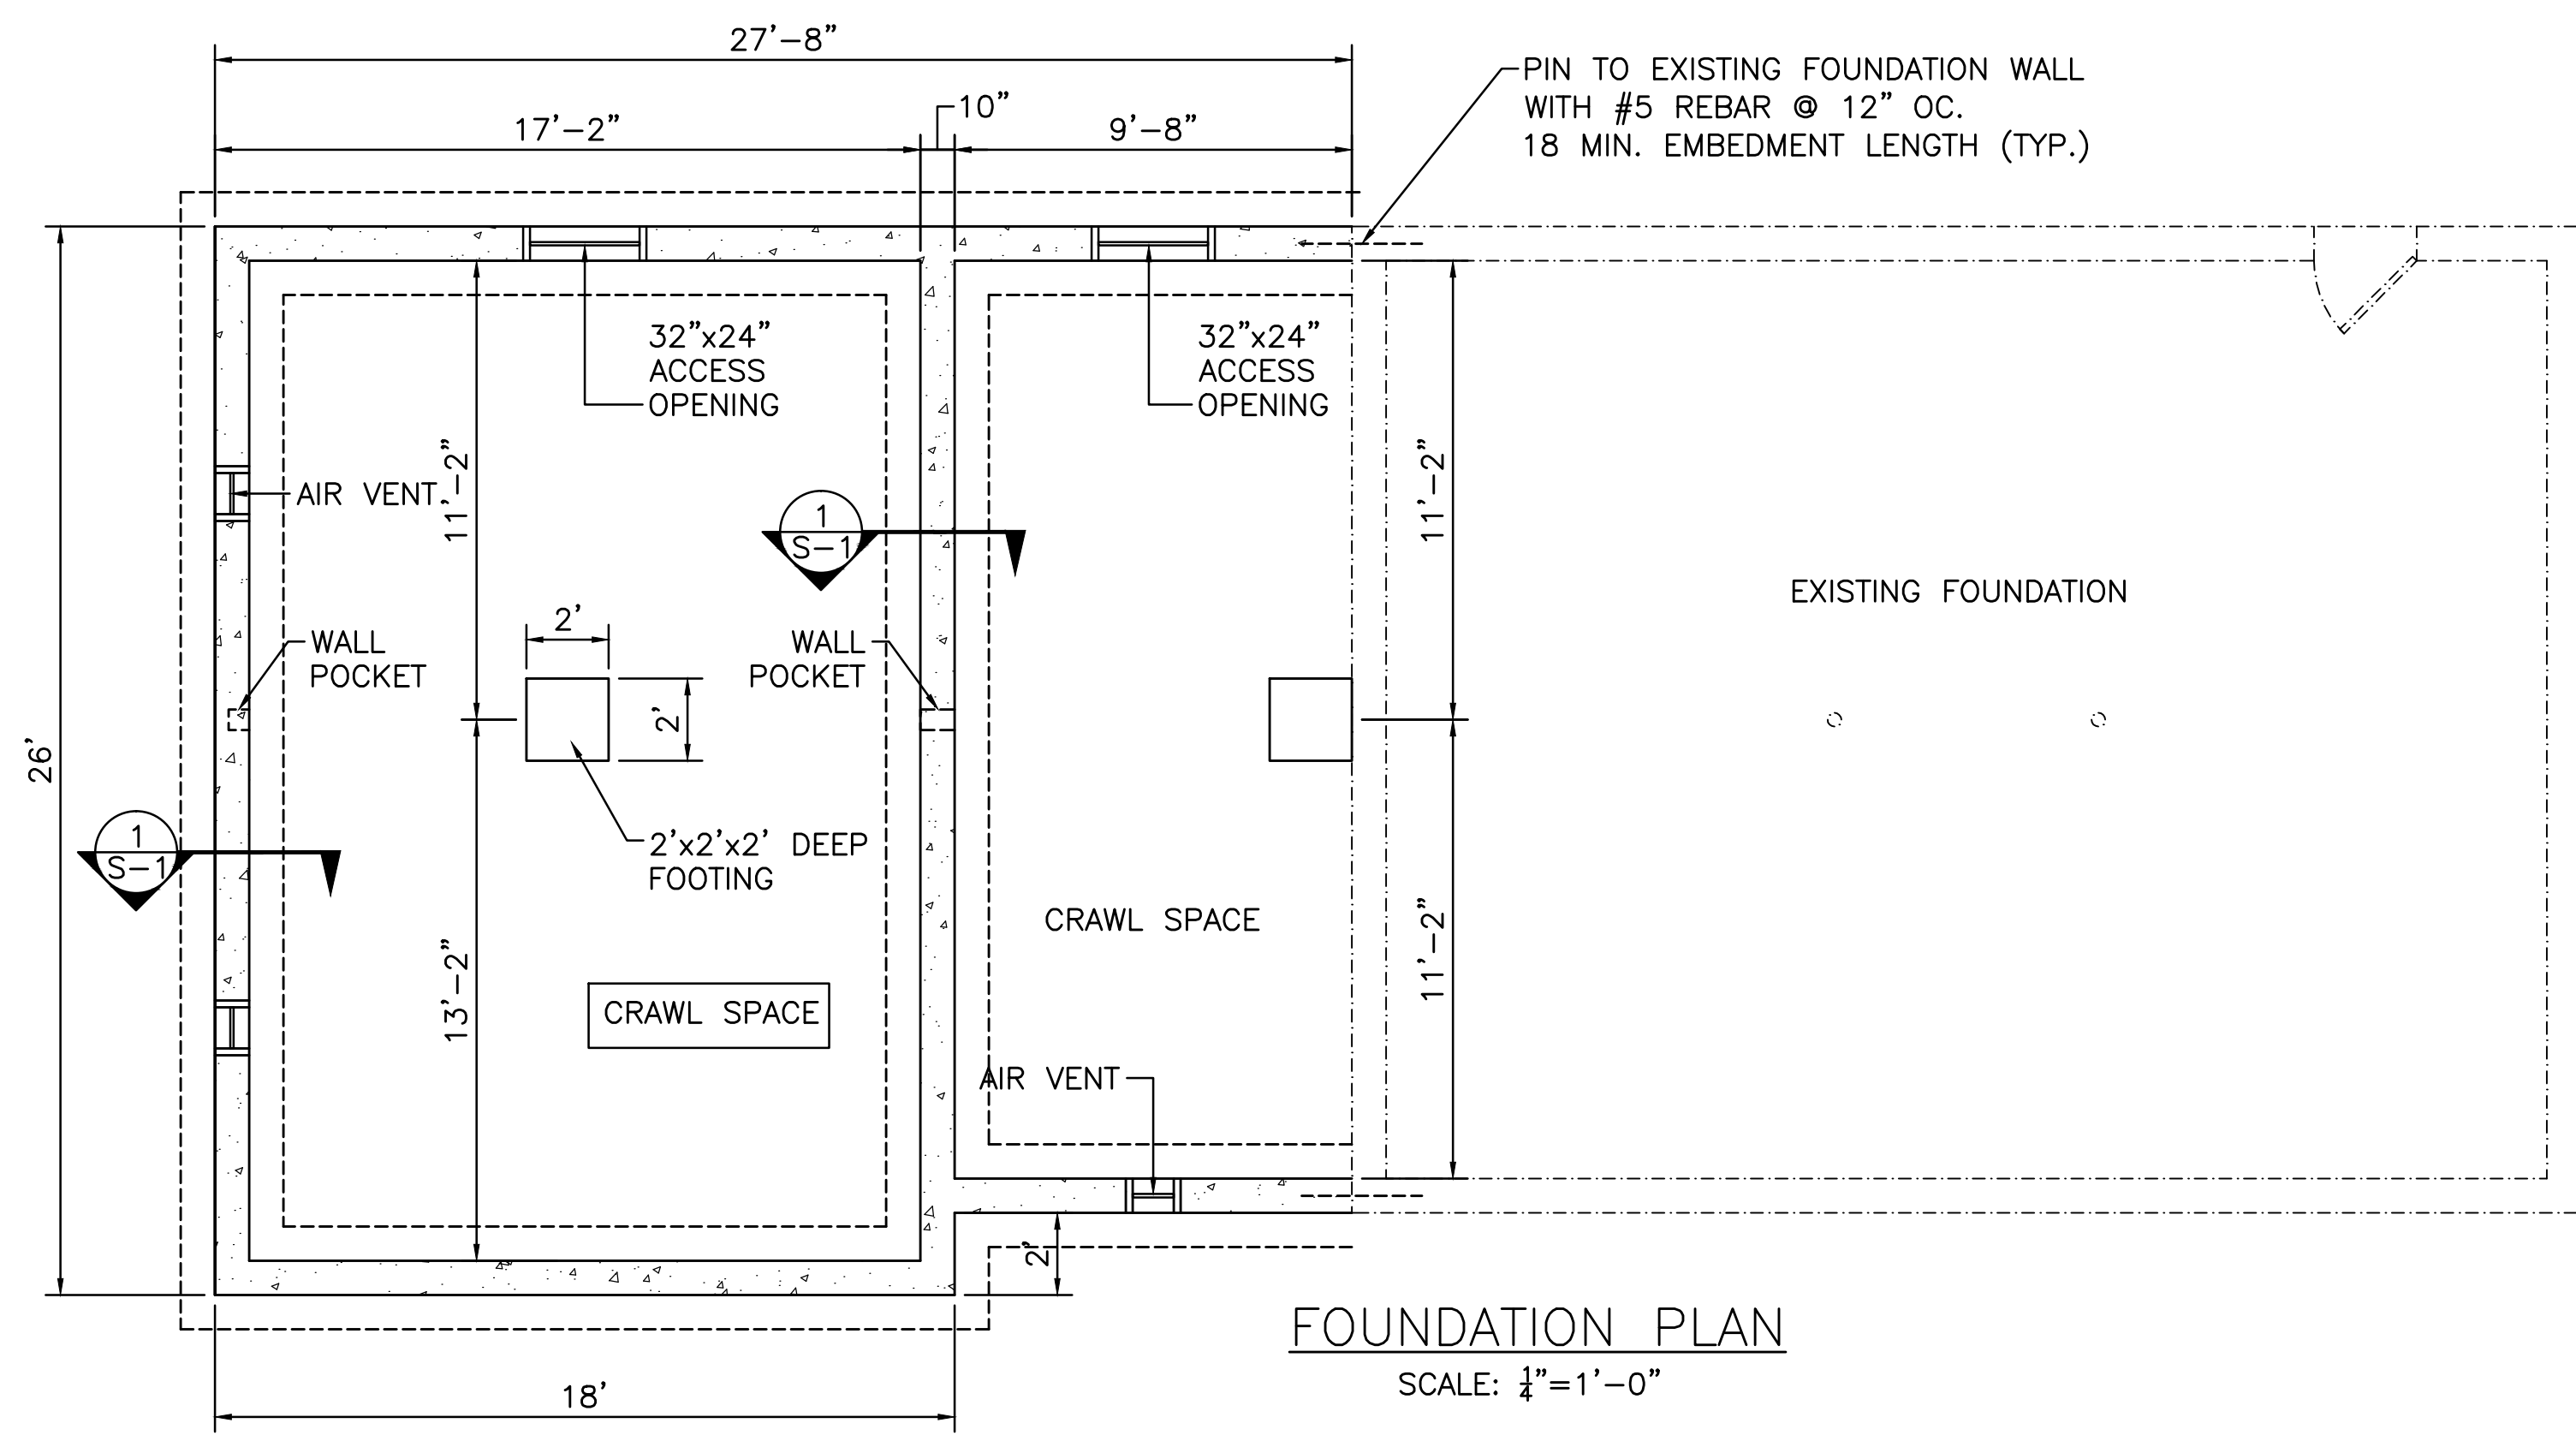 27'-8"
PIN TO EXISTING FOUNDATION WALL
WITH #5 REBAR @ 12" OC.
18 MIN. EMBEDMENT LENGTH (TYP.)
10"
17'-2"
9'-8"
32"x24"
ACCESS
OPENING
32"x24"
ACCESS
OPENING
AIR VENT
11'-2"
11'-2"
1
S-1
EXISTING FOUNDATION
2'
WALL
POCKET
WALL
POCKET
2'
26'
1
S-1
2'x2'x2' DEEP
FOOTING
CRAWL SPACE
11'-2"
13'-2"
CRAWL SPACE
AIR VENT
2'
FOUNDATION PLAN
SCALE: ¼"=1'-0"
18'